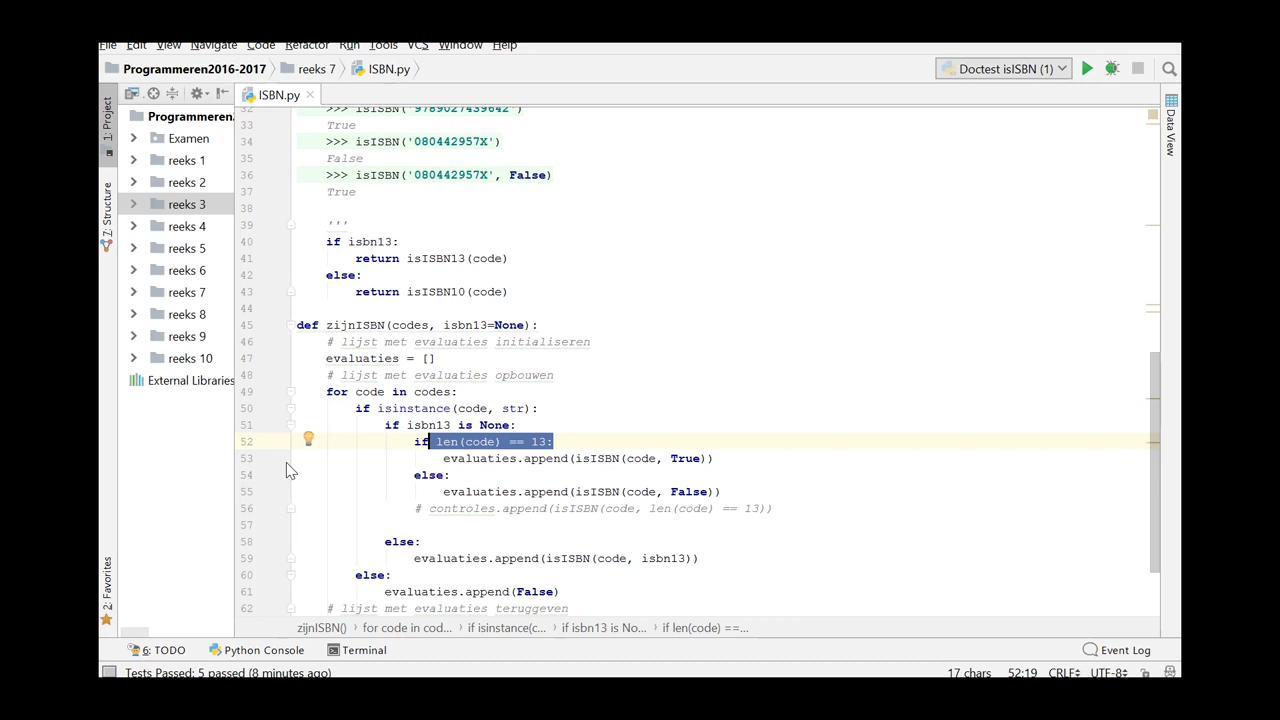 File Edit View Navigate Code Refactor Run Tools VCS Window Help
Programmeren2016-2017 reeks 7 ISBN.py Doctest isISBN (1)
1: Project
7: Structure
2: Favorites
Programmeren.
Examen
reeks 1
reeks 2
reeks 3
reeks 4
reeks 5
reeks 6
reeks 7
reeks 8
reeks 9
reeks 10
External Libraries
ISBN.py
32 >>> isISBN('9789027439642')
33 True
34 >>> isISBN('080442957X')
35 False
36 >>> isISBN('080442957X', False)
37 True
38
39 '''
40 if isbn13:
41 return isISBN13(code)
42 else:
43 return isISBN10(code)
44
45 def zijnISBN(codes, isbn13=None):
46 # lijst met evaluaties initialiseren
47 evaluaties = []
48 # lijst met evaluaties opbouwen
49 for code in codes:
50 if isinstance(code, str):
51 if isbn13 is None:
52 if len(code) == 13:
53 evaluaties.append(isISBN(code, True))
54 else:
55 evaluaties.append(isISBN(code, False))
56 # controles.append(isISBN(code, len(code) == 13))
57
58 else:
59 evaluaties.append(isISBN(code, isbn13))
60 else:
61 evaluaties.append(False)
62 # lijst met evaluaties teruggeven
Data View
zijnISBN() for code in cod... if isinstance(c... if isbn13 is No... if len(code) ==...
6: TODO Python Console Terminal Event Log
Tests Passed: 5 passed (8 minutes ago) 17 chars 52:19 CRLF UTF-8